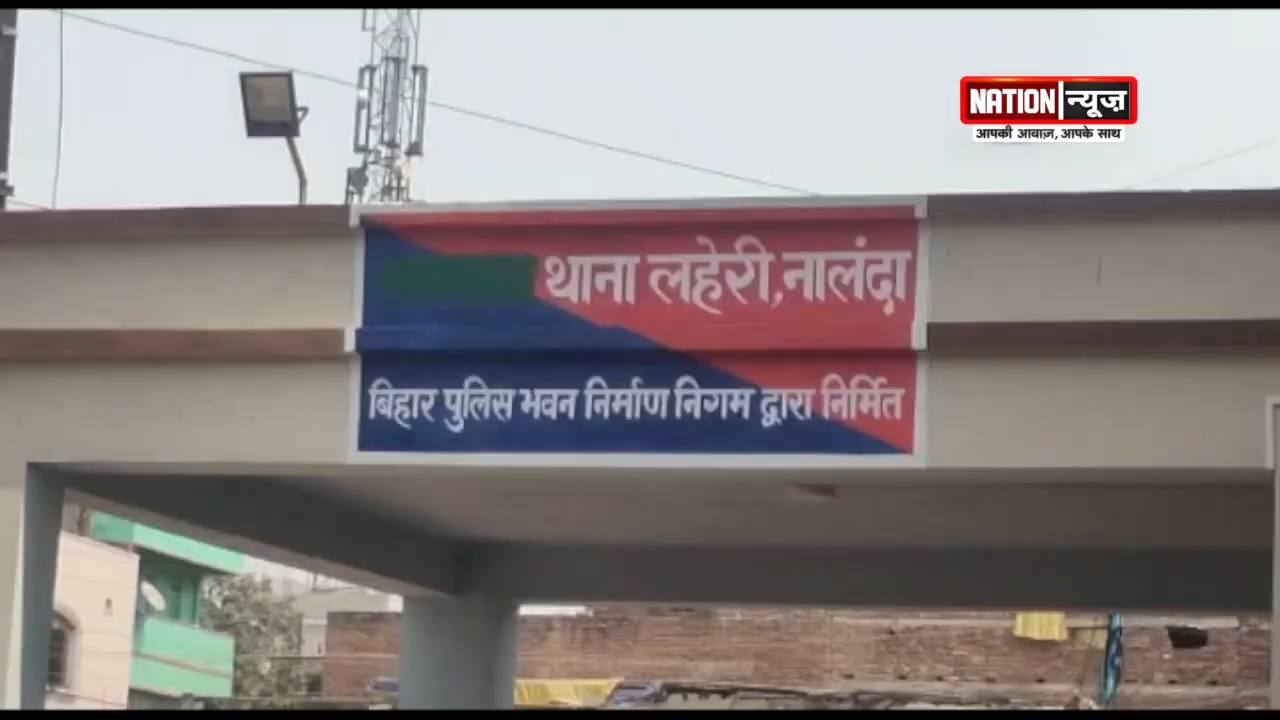 NATION न्यूज़
आपकी आवाज़, आपके साथ
थाना लहेरी, नालंदा
बिहार पुलिस भवन निर्माण निगम द्वारा निर्मित